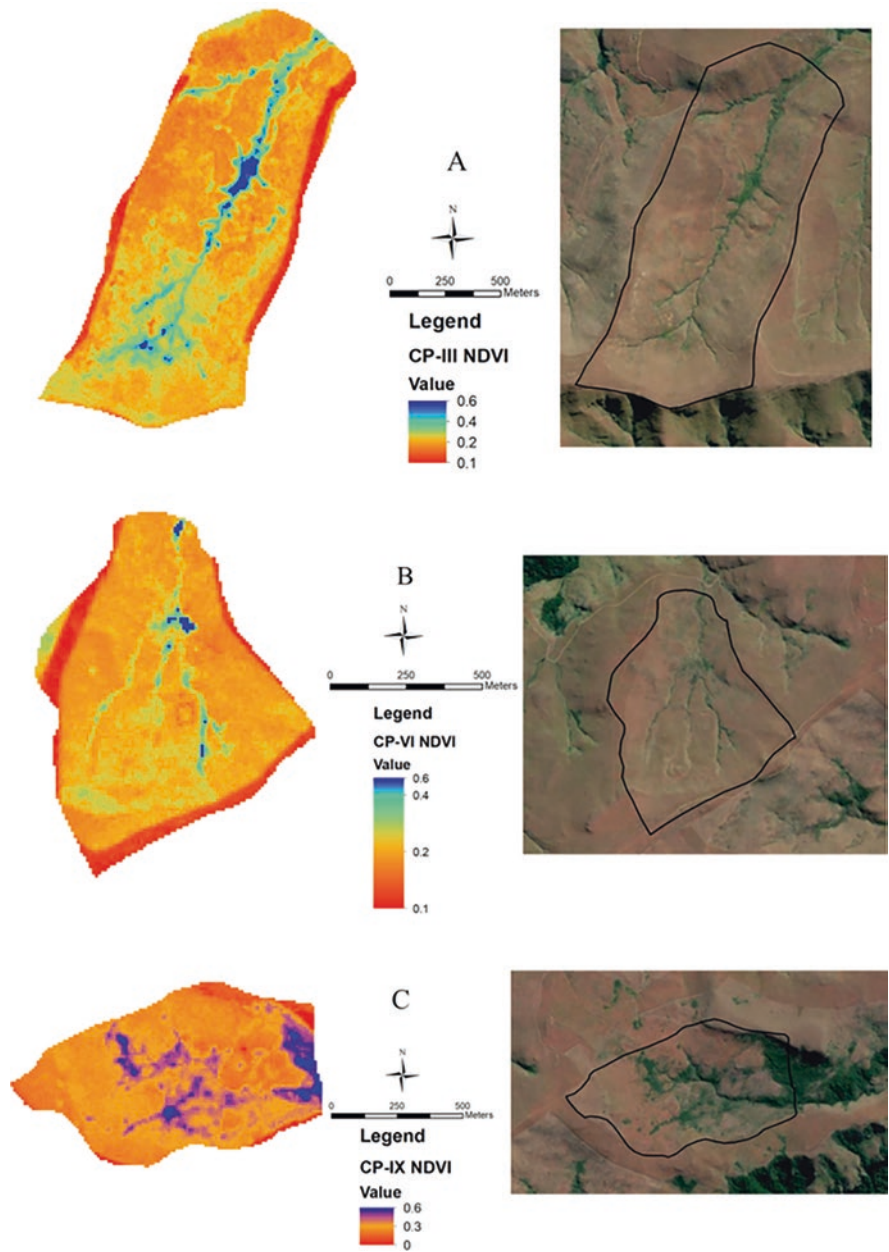 A
N
0 250 500
Meters
Legend
CP-III NDVI
Value
0.6
0.4
0.2
0.1
B
N
0 250 500
Meters
Legend
CP-VI NDVI
Value
0.6
0.4
0.2
0.1
C
N
0 250 500
Meters
Legend
CP-IX NDVI
Value
0.6
0.3
0